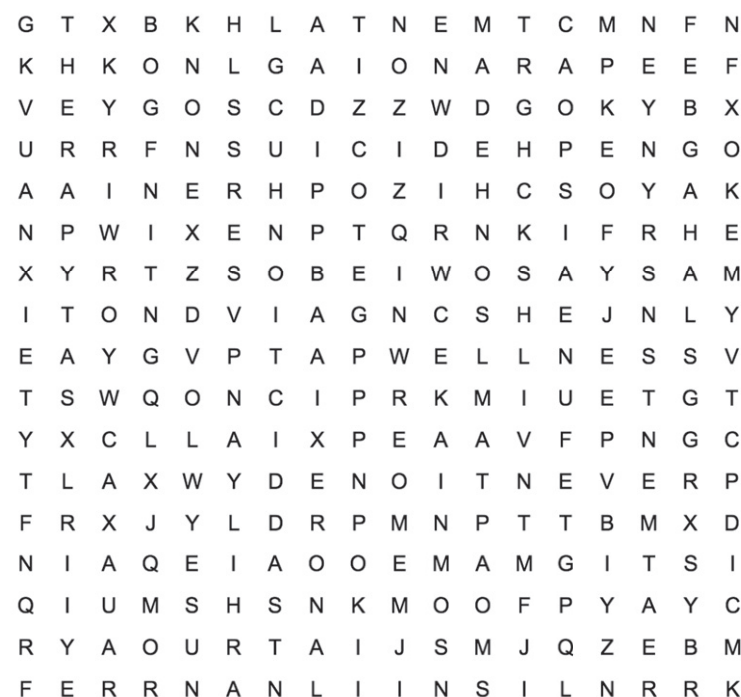 G T X B K H L A T N E M T C M N F N
K H K O N L G A I O N A R A P E E F
V E Y G O S C D Z Z W D G O K Y B X
U R R F N S U I C I D E H P E N G O
A A I N E R H P O Z I H C S O Y A K
N P W I X E N P T Q R N K I F R H E
X Y R T Z S O B E I W O S A Y S A M
I T O N D V I A G N C S H E J N L Y
E A Y G V P T A P W E L L N E S S V
T S W Q O N C I P R K M I U E T G T
Y X C L L A I X P E A A V F P N G C
T L A X W Y D E N O I T N E V E R P
F R X J Y L D R P M N P T T B M X D
N I A Q E I A O O E M A M G I T S I
Q I U M S H S N K M O O F P Y A Y C
R Y A O U R T A I J S M J Q Z E B M
F E R R N A N L I I N S I L N R R K